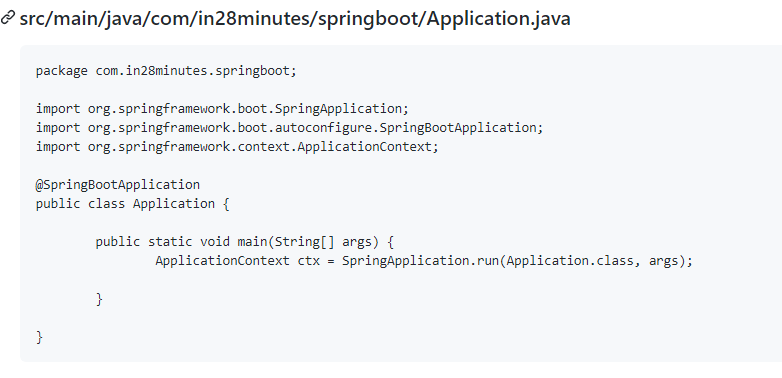 src/main/java/com/in28minutes/springboot/Application.java
package com.in28minutes.springboot;
import org.springframework.boot.SpringApplication;
import org.springframework.boot.autoconfigure.SpringBootApplication;
import org.springframework.context.ApplicationContext;
@SpringBootApplication
public class Application {
        public static void main(String[] args) {
                ApplicationContext ctx = SpringApplication.run(Application.class, args);
        }
}